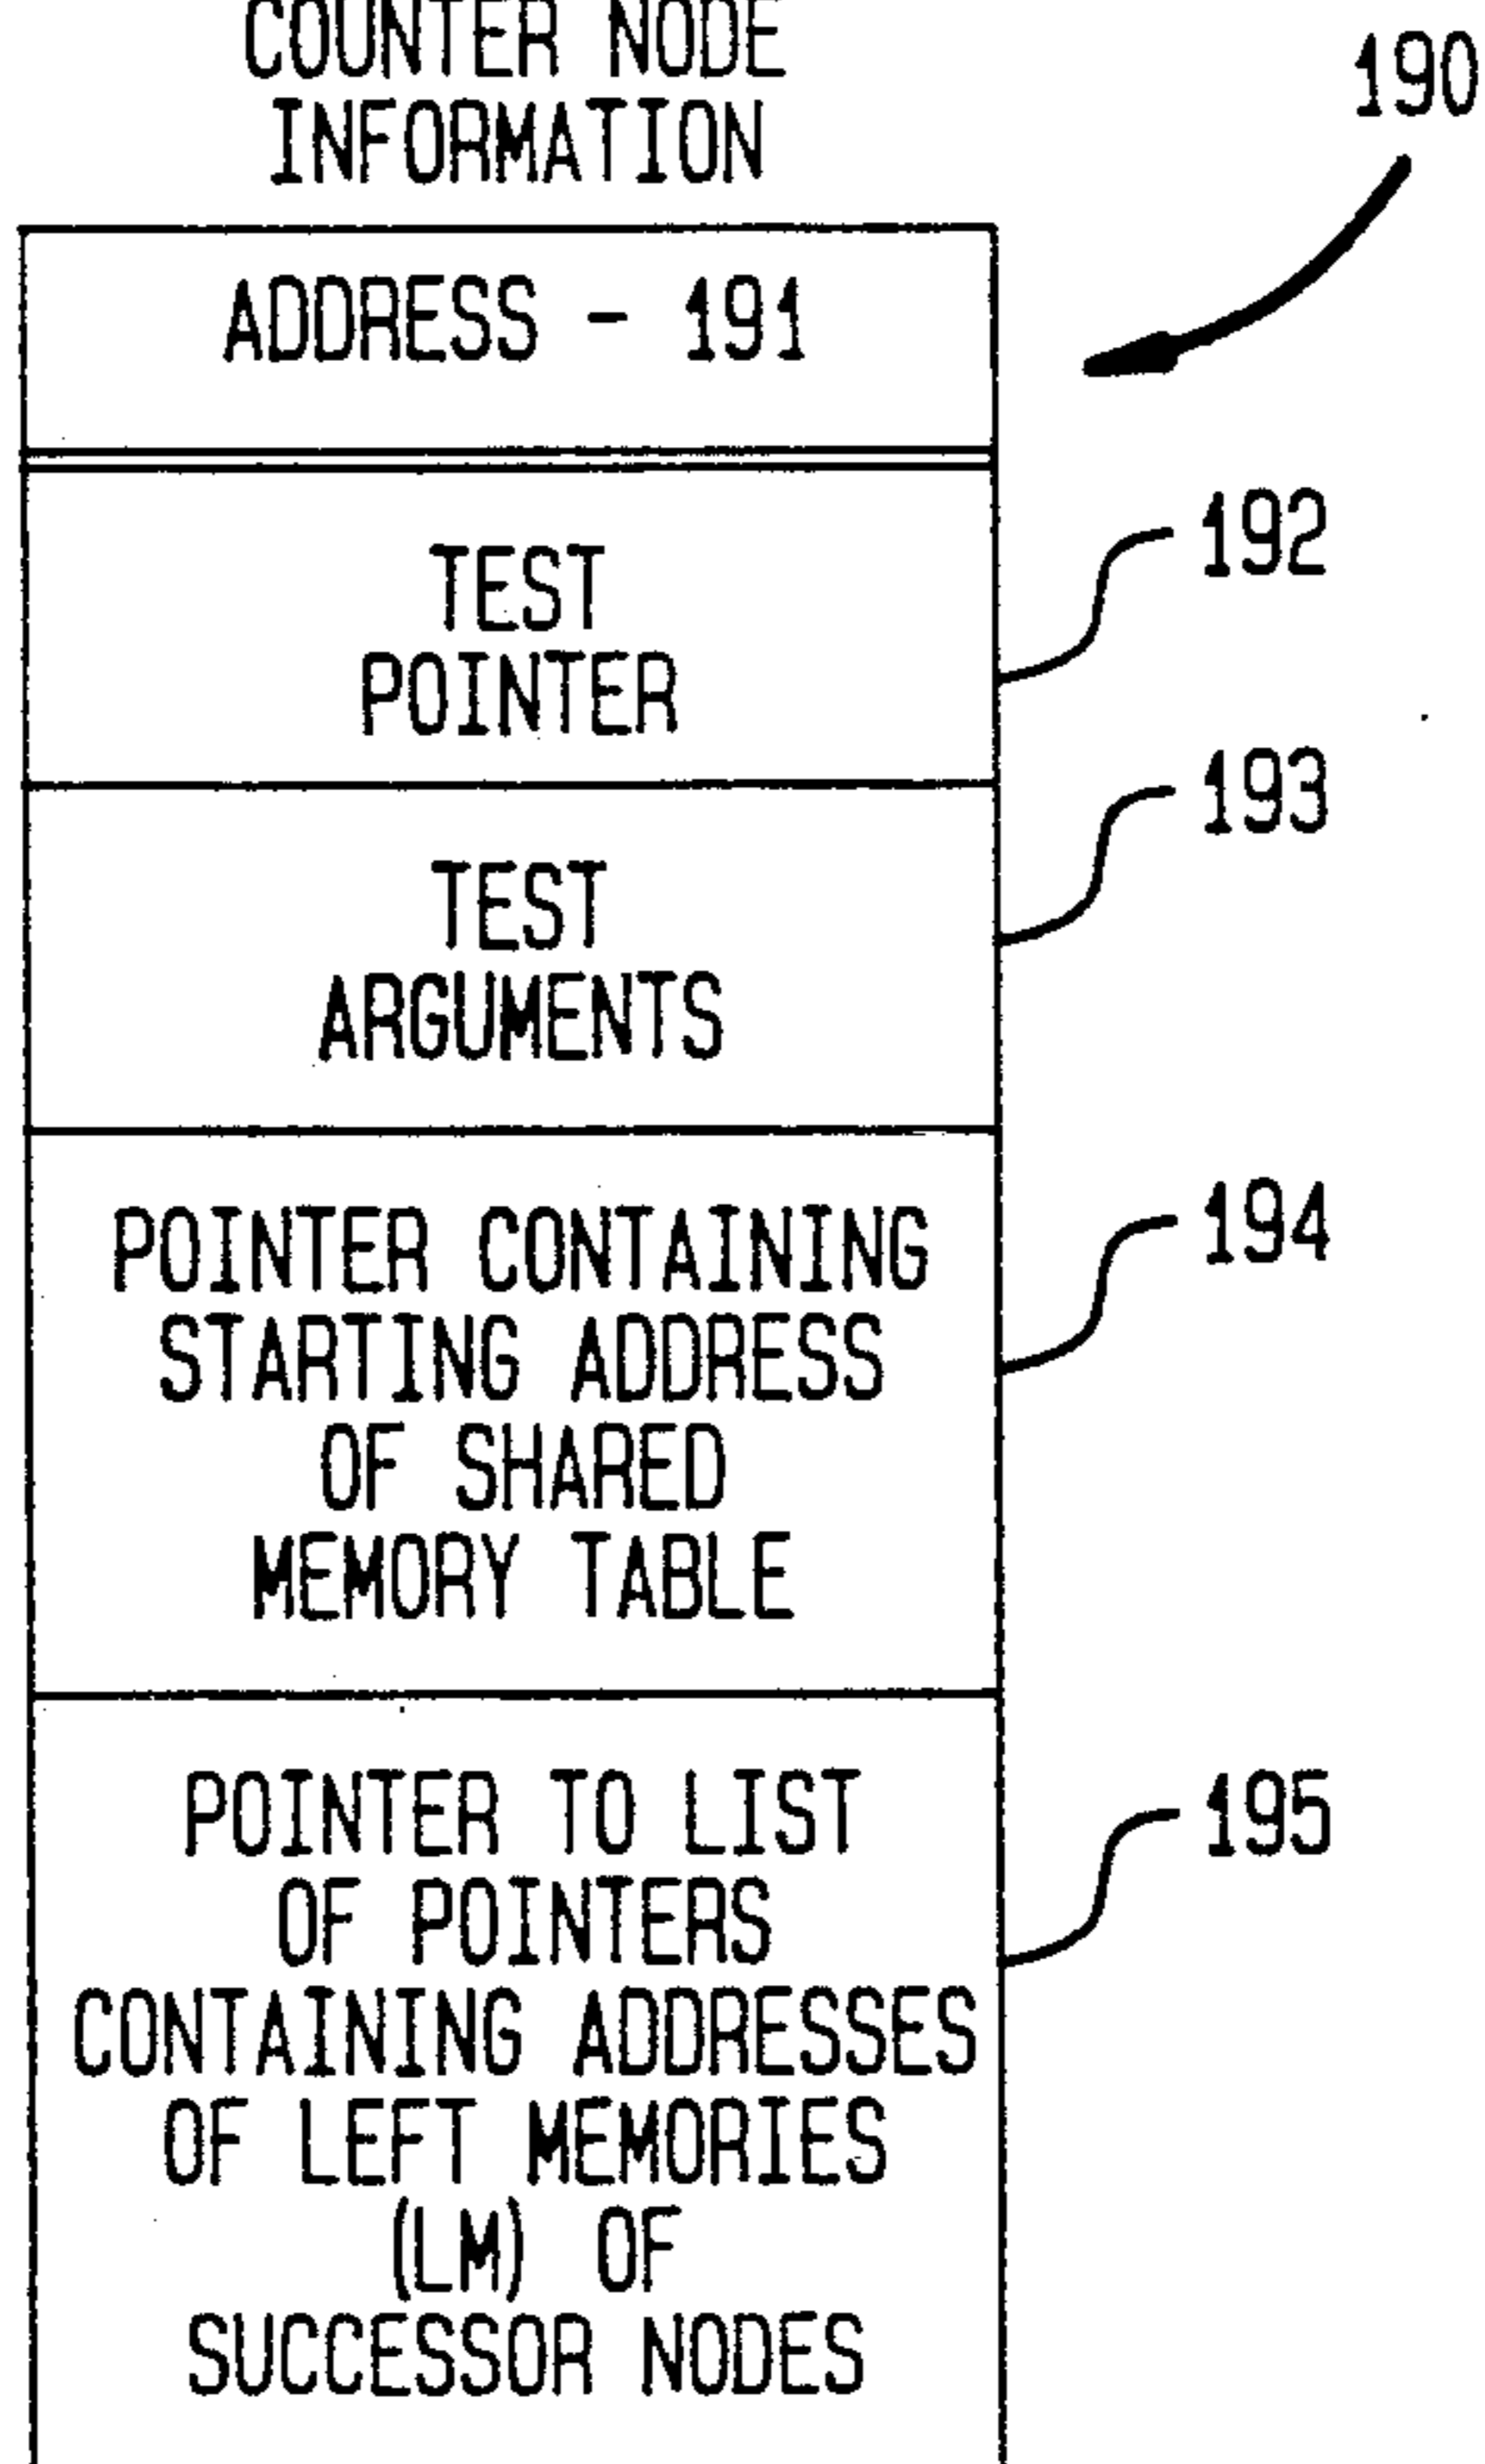 COUNTER NODE
INFORMATION
190
ADDRESS - 191
TEST
POINTER
192
TEST
ARGUMENTS
193
POINTER CONTAINING
STARTING ADDRESS
OF SHARED
MEMORY TABLE
194
POINTER TO LIST
OF POINTERS
CONTAINING ADDRESSES
OF LEFT MEMORIES
(LM) OF
SUCCESSOR NODES
195